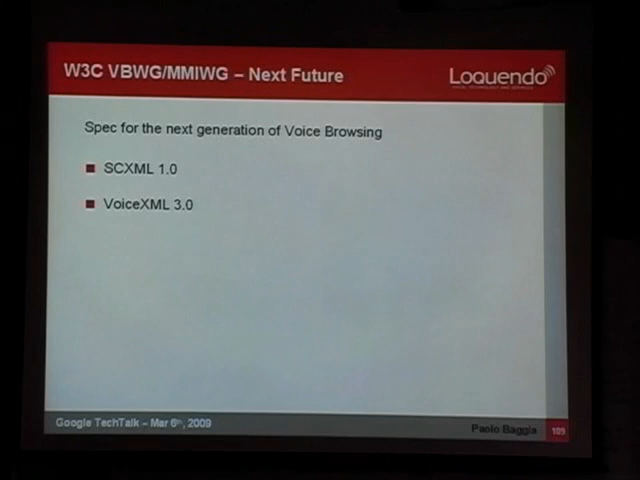 W3C VBWG/MMIWG – Next Future
Loquendo
Spec for the next generation of Voice Browsing
SCXML 1.0
VoiceXML 3.0
Google TechTalk – Mar 6th, 2009
Paolo Baggia
109